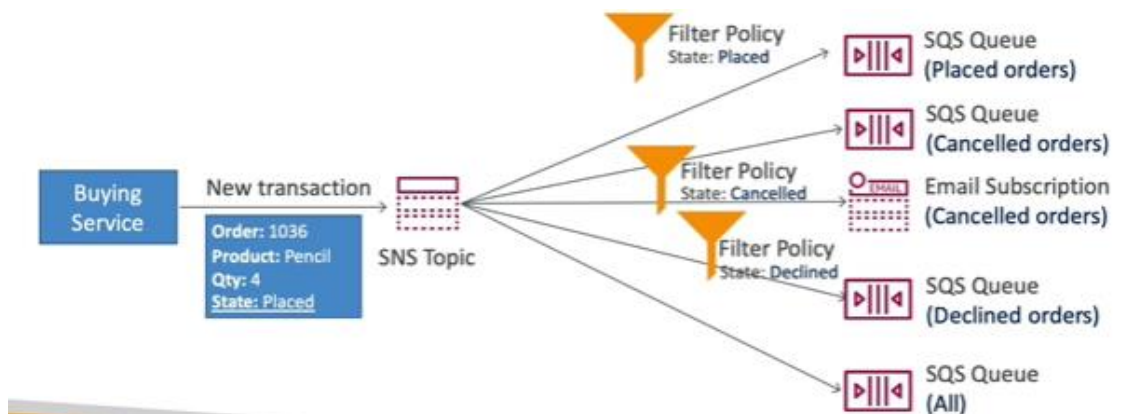 Filter Policy
State: Placed
SQS Queue
(Placed orders)
SQS Queue
(Cancelled orders)
Filter Policy
State: Cancelled
EMAIL
Email Subscription
(Cancelled orders)
Buying
Service
New transaction
Order: 1036
Product: Pencil
Qty: 4
State: Placed
SNS Topic
Filter Policy
State: Declined
SQS Queue
(Declined orders)
SQS Queue
(All)